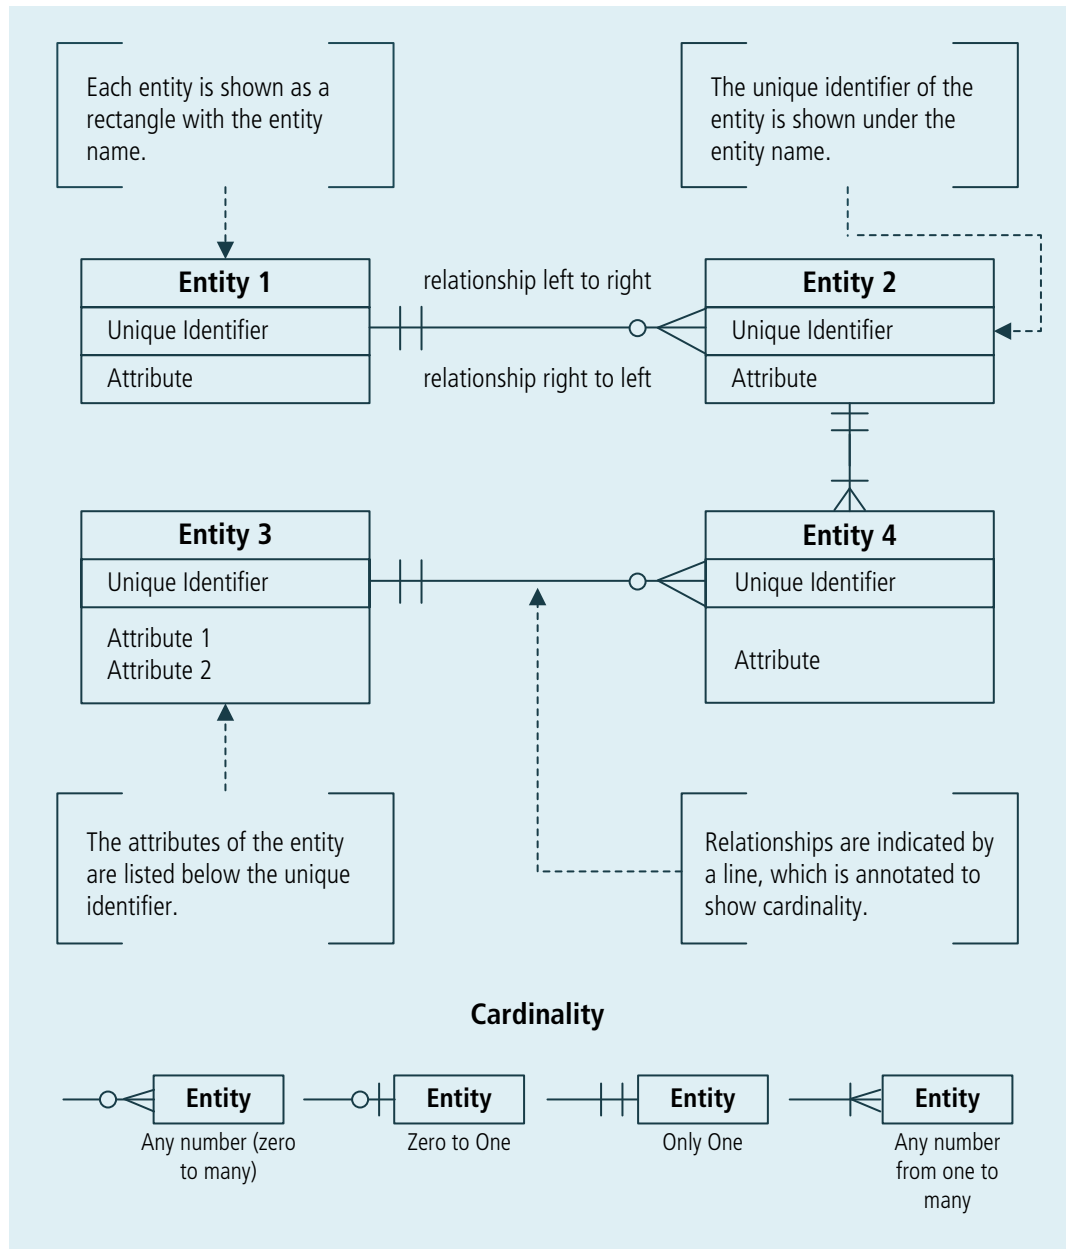 Each entity is shown as a
rectangle with the entity
name.
The unique identifier of the
entity is shown under the
entity name.
Entity 1
Unique Identifier
Attribute
relationship left to right
relationship right to left
Entity 2
Unique Identifier
Attribute
Entity 3
Unique Identifier
Attribute 1
Attribute 2
Entity 4
Unique Identifier
Attribute
The attributes of the entity
are listed below the unique
identifier.
Relationships are indicated by
a line, which is annotated to
show cardinality.
Cardinality
Entity
Any number (zero
to many)
Entity
Zero to One
Entity
Only One
Entity
Any number
from one to
many